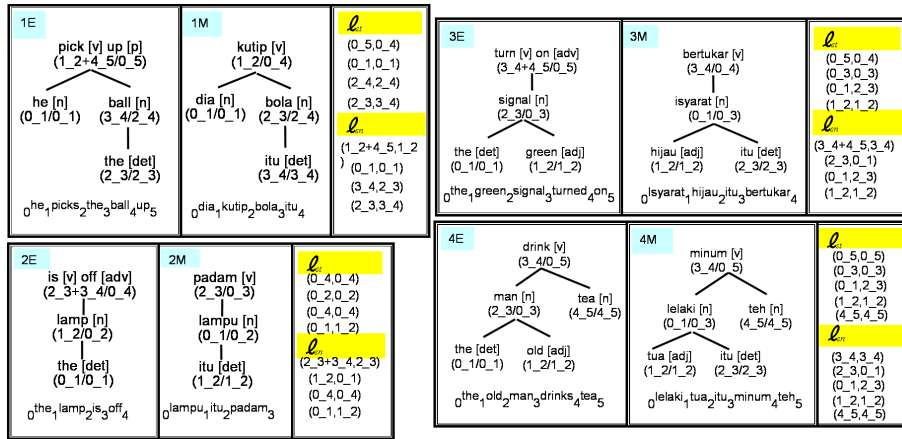 1E
pick [v] up [p]
(1_2+4_5/0_5)
he [n] ball [n]
(0_1/0_1) (3_4/2_4)
the [det]
(2_3/2_3)
0he1picks2the3ball4up5
1M
kutip [v]
(1_2/0_4)
dia [n] bola [n]
(0_1/0_1) (2_3/2_4)
itu [det]
(3_4/3_4)
0dia1kutip2bola3itu4
ℓst
(0_5,0_4)
(0_1,0_1)
(2_4,2_4)
(2_3,3_4)
ℓsn
(1_2+4_5,1_2
)
(0_1,0_1)
(3_4,2_3)
(2_3,3_4)
3E
turn [v] on [adv]
(3_4+4_5/0_5)
signal [n]
(2_3/0_3)
the [det] green [adj]
(0_1/0_1) (1_2/1_2)
0the1green2signal3turned4on5
3M
bertukar [v]
(3_4/0_4)
isyarat [n]
(0_1/0_3)
hijau [adj] itu [det]
(1_2/1_2) (2_3/2_3)
0Isyarat1hijau2itu3bertukar4
ℓst
(0_5,0_4)
(0_3,0_3)
(0_1,2_3)
(1_2,1_2)
ℓsn
(3_4+4_5,3_4)
(2_3,0_1)
(0_1,2_3)
(1_2,1_2)
2E
is [v] off [adv]
(2_3+3_4/0_4)
lamp [n]
(1_2/0_2)
the [det]
(0_1/0_1)
0the1lamp2is3off4
2M
padam [v]
(2_3/0_3)
lampu [n]
(0_1/0_2)
itu [det]
(1_2/1_2)
0lampu1itu2padam3
ℓst
(0_4,0_4)
(0_2,0_2)
(0_4,0_4)
(0_1,1_2)
ℓsn
(2_3+3_4,2_3)
(1_2,0_1)
(0_4,0_4)
(0_1,1_2)
4E
drink [v]
(3_4/0_5)
man [n] tea [n]
(2_3/0_3) (4_5/4_5)
the [det] old [adj]
(0_1/0_1) (1_2/1_2)
0the1old2man3drinks4tea5
4M
minum [v]
(3_4/0_5)
lelaki [n] teh [n]
(0_1/0_3) (4_5/4_5)
tua [adj] itu [det]
(1_2/1_2) (2_3/2_3)
0lelaki1tua2itu3minum4teh5
ℓst
(0_5,0_5)
(0_3,0_3)
(0_1,2_3)
(1_2,1_2)
(4_5,4_5)
ℓsn
(3_4,3_4)
(2_3,0_1)
(0_1,2_3)
(1_2,1_2)
(4_5,4_5)